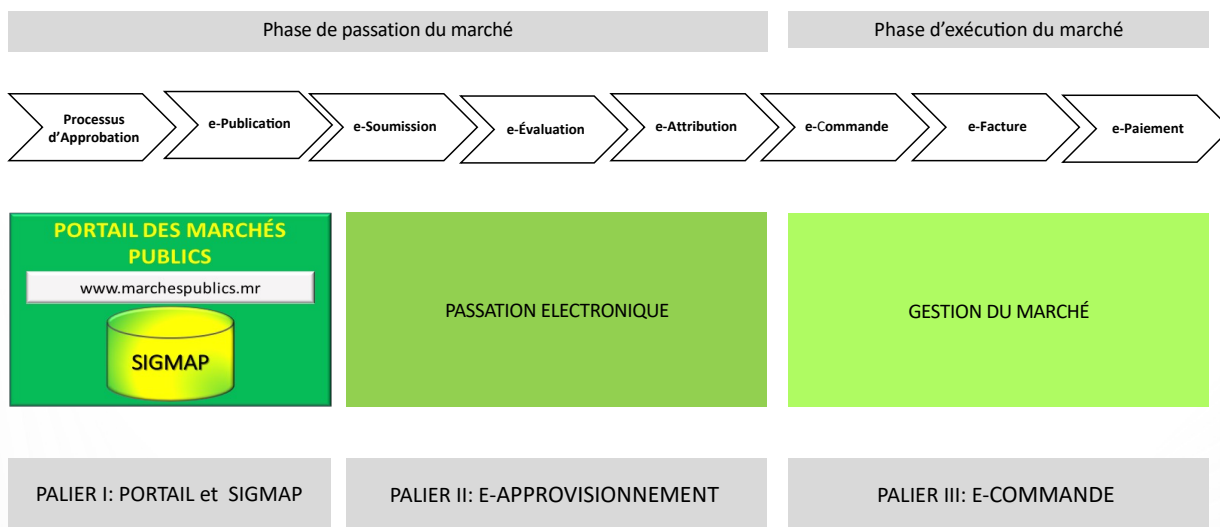 Phase de passation du marché
Phase d’exécution du marché
Processus
d’Approbation
e-Publication
e-Soumission
e-Évaluation
e-Attribution
e-Commande
e-Facture
e-Paiement
PORTAIL DES MARCHÉS
PUBLICS
www.marchespublics.mr
SIGMAP
PASSATION ELECTRONIQUE
GESTION DU MARCHÉ
PALIER I: PORTAIL et SIGMAP
PALIER II: E-APPROVISIONNEMENT
PALIER III: E-COMMANDE